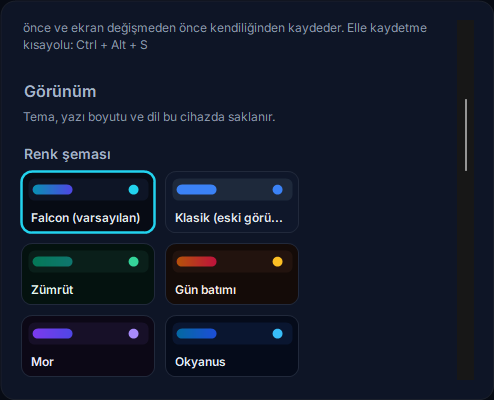 önce ve ekran değişmeden önce kendiliğinden kaydeder. Elle kaydetme
kısayolu: Ctrl + Alt + S
Görünüm
Tema, yazı boyutu ve dil bu cihazda saklanır.
Renk şeması
Falcon (varsayılan)
Klasik (eski görü...
Zümrüt
Gün batımı
Mor
Okyanus